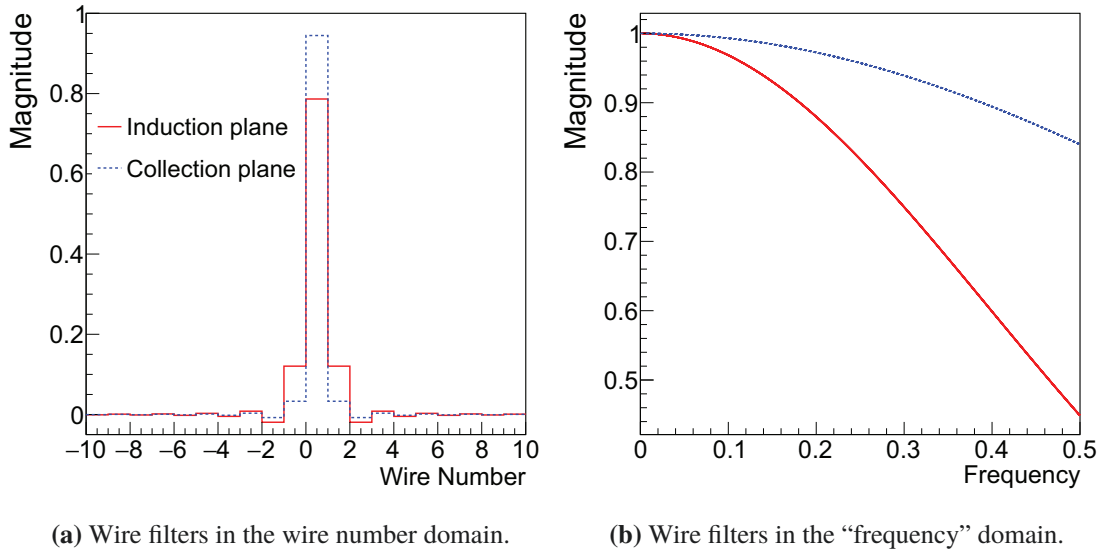 Magnitude
1
0.8
0.6
0.4
0.2
0
−10 −8 −6 −4 −2 0 2 4 6 8 10
Wire Number
Induction plane
Collection plane
(a) Wire filters in the wire number domain.
Magnitude
1
0.9
0.8
0.7
0.6
0.5
0 0.1 0.2 0.3 0.4 0.5
Frequency
(b) Wire filters in the “frequency” domain.